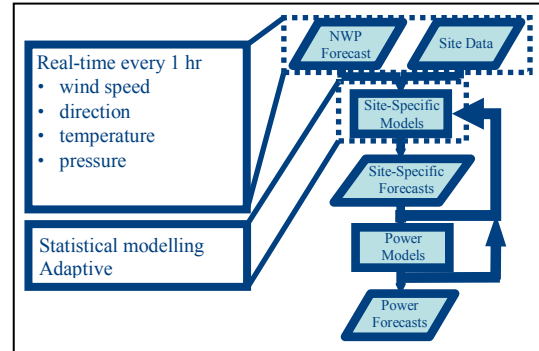 Real-time every 1 hr
• wind speed
• direction
• temperature
• pressure
Statistical modelling
Adaptive
NWP
Forecast
Site Data
Site-Specific
Models
Site-Specific
Forecasts
Power
Models
Power
Forecasts